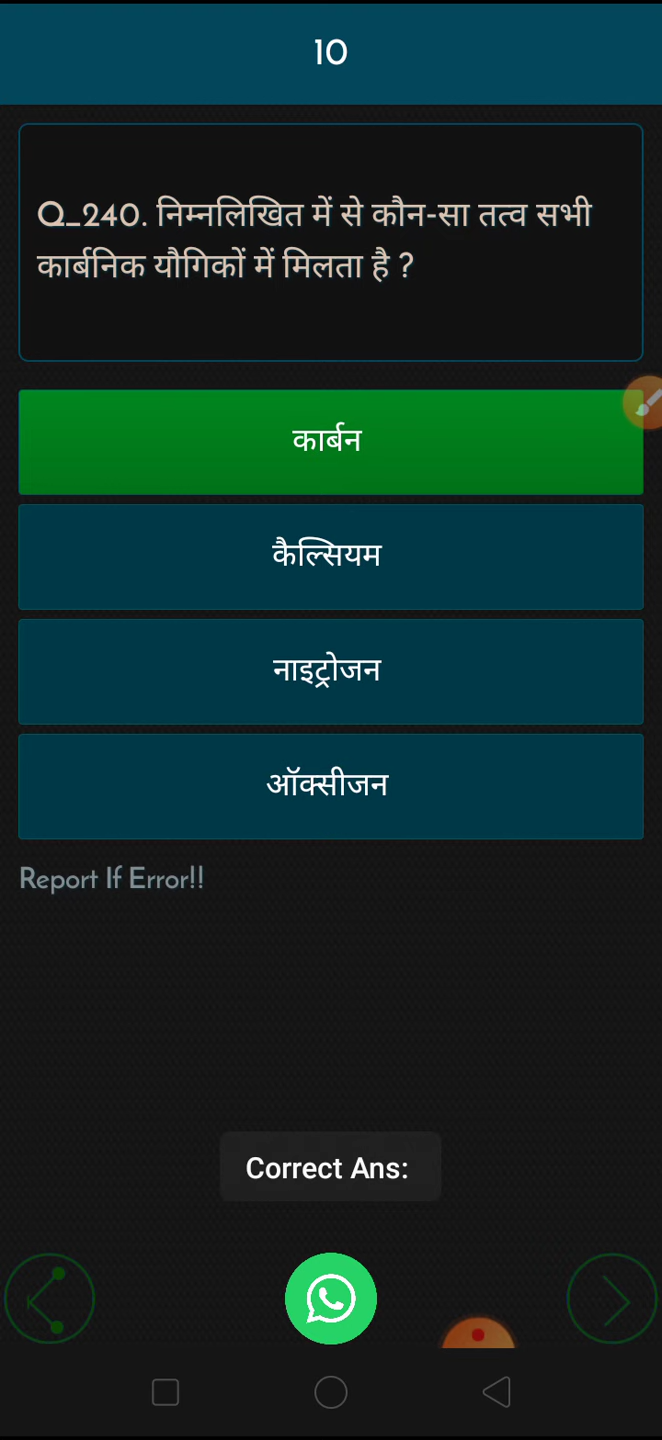 10
Q_240. निम्नलिखित में से कौन-सा तत्व सभी
कार्बनिक यौगिकों में मिलता है ?
कार्बन
कैल्सियम
नाइट्रोजन
ऑक्सीजन
Report If Error!!
Correct Ans: